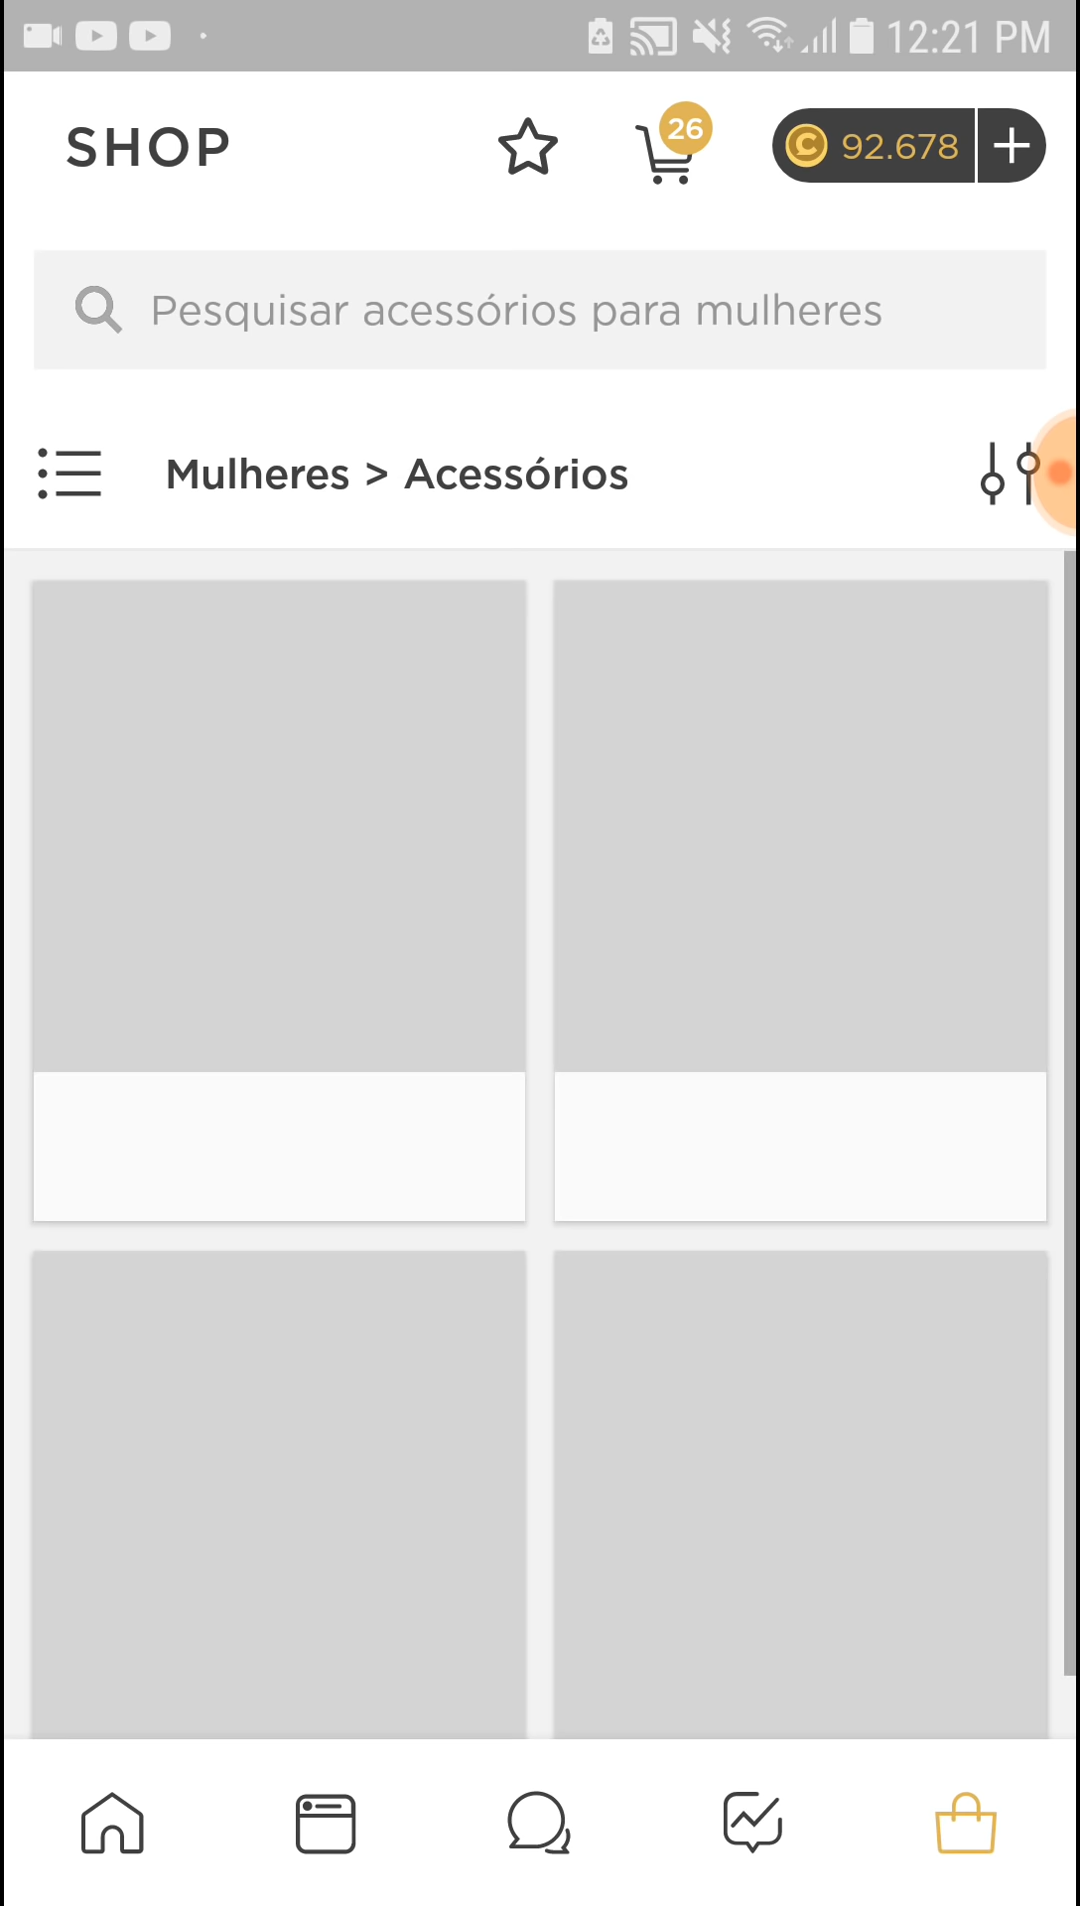 12:21 PM
SHOP
26
92.678
Pesquisar acessórios para mulheres
Mulheres > Acessórios